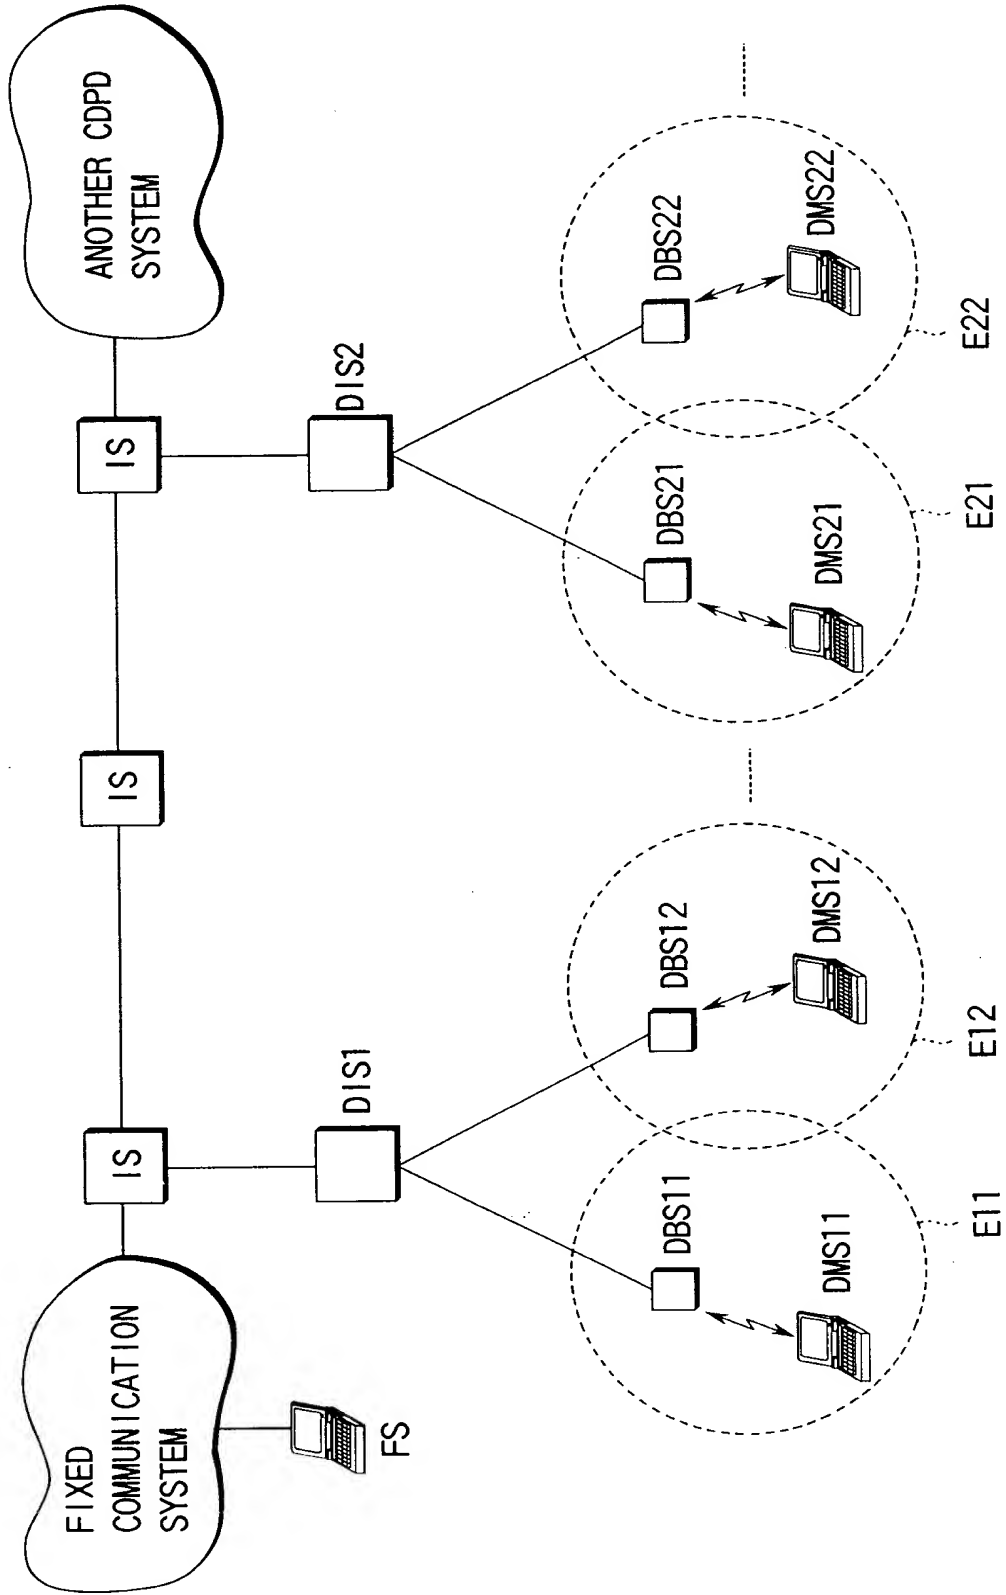 FIXED
COMMUNICATION
SYSTEM
FS
IS
IS
IS
ANOTHER CDPD
SYSTEM
DIS1
DIS2
DBS11
DMS11
E11
DBS12
DMS12
E12
DBS21
DMS21
E21
DBS22
DMS22
E22